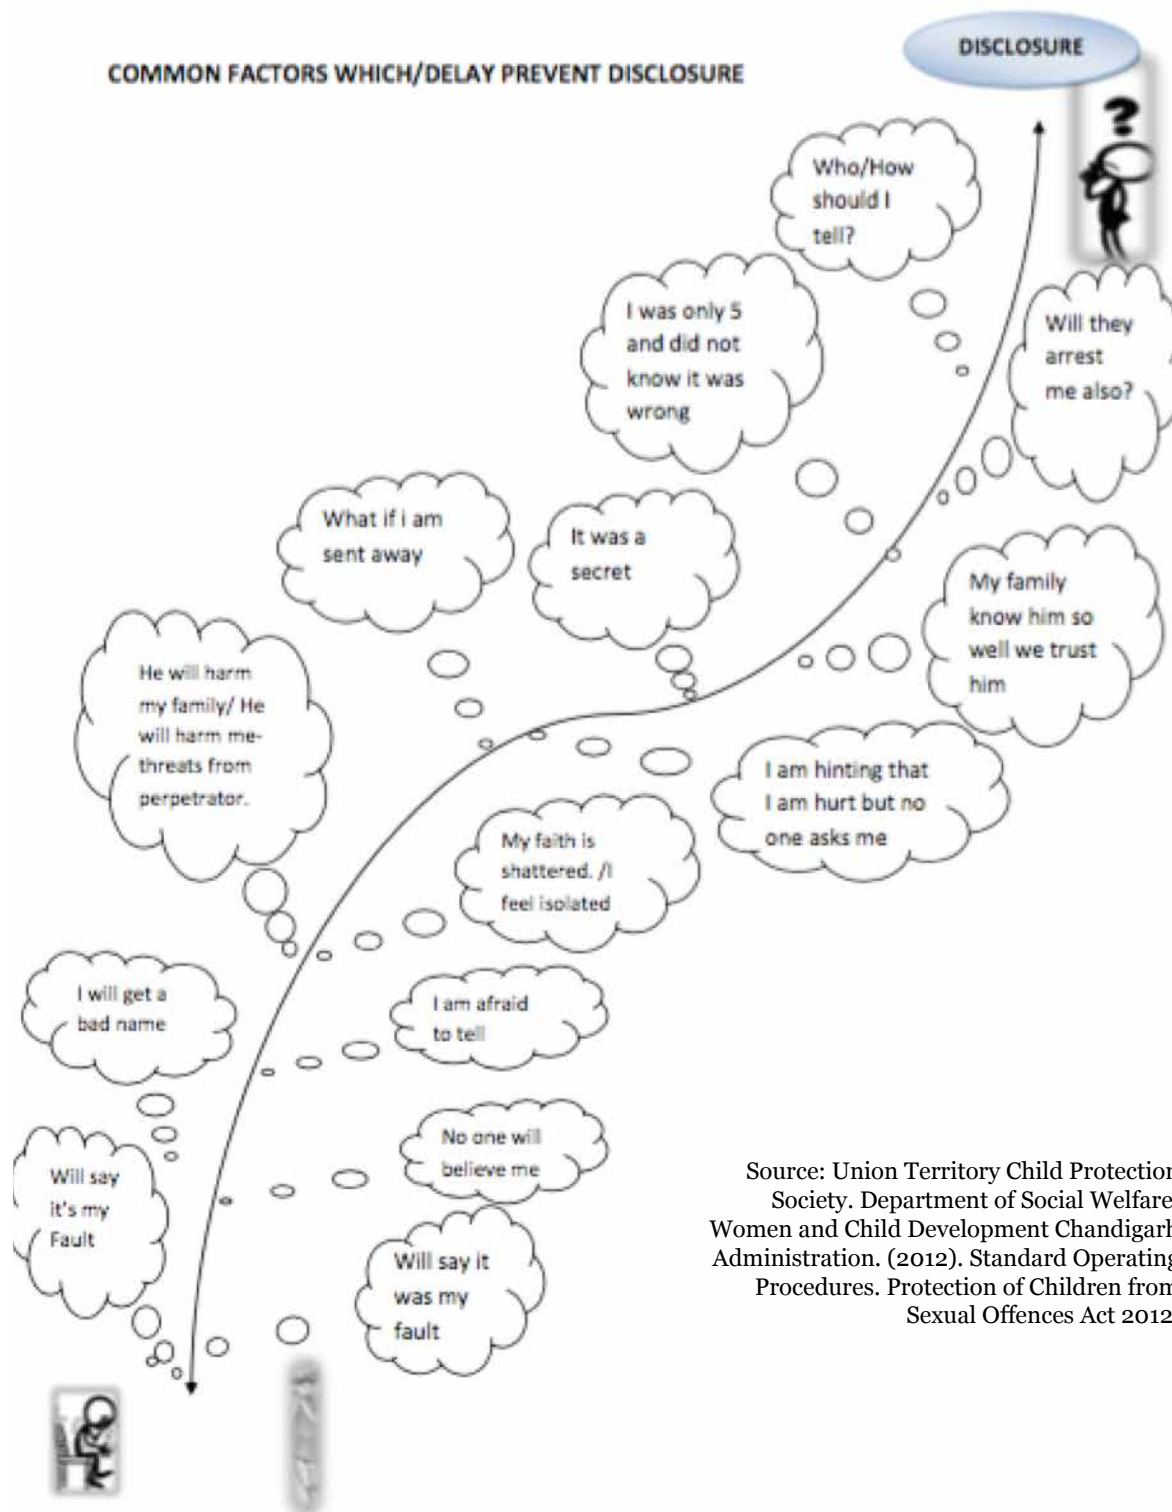 DISCLOSURE
COMMON FACTORS WHICH/DELAY PREVENT DISCLOSURE
?
Who/How
should I
tell?
I was only 5
and did not
know it was
wrong
Will they
arrest
me also?
What if i am
sent away
It was a
secret
My family
know him so
well we trust
him
He will harm
my family/ He
will harm me-
threats from
perpetrator.
I am hinting that
I am hurt but no
one asks me
My faith is
shattered. /I
feel isolated
I will get a
bad name
I am afraid
to tell
No one will
believe me
Will say
it's my
Fault
Will say it
was my
fault
Source: Union Territory Child Protection
Society. Department of Social Welfare
Women and Child Development Chandigarh
Administration. (2012). Standard Operating
Procedures. Protection of Children from
Sexual Offences Act 2012